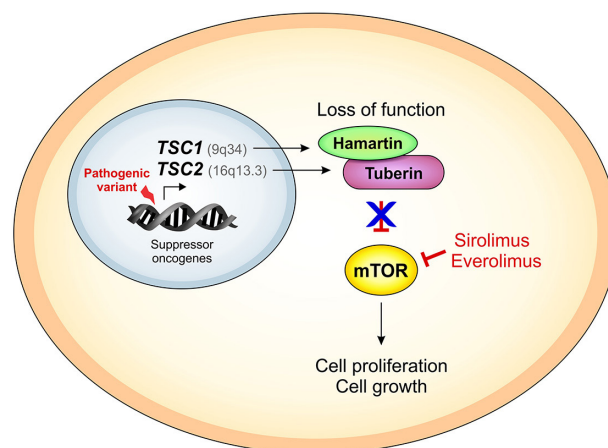 Loss of function
TSC1 (9q34)
Hamartin
TSC2 (16q13.3)
Tuberin
Pathogenic
variant
Suppressor
oncogenes
mTOR
Sirolimus
Everolimus
Cell proliferation
Cell growth